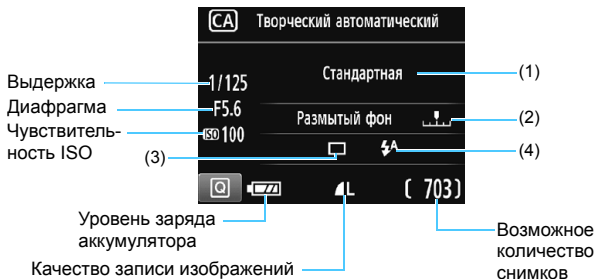 CA Творческий автоматический
Выдержка
1/125
Стандартная
(1)
Диафрагма
F5.6
Размытый фон
(2)
Чувствитель-
ность ISO
ISO 100
(3)
(4)
Q
L
( 703)
Уровень заряда
аккумулятора
Качество записи изображений
Возможное
количество
снимков
A